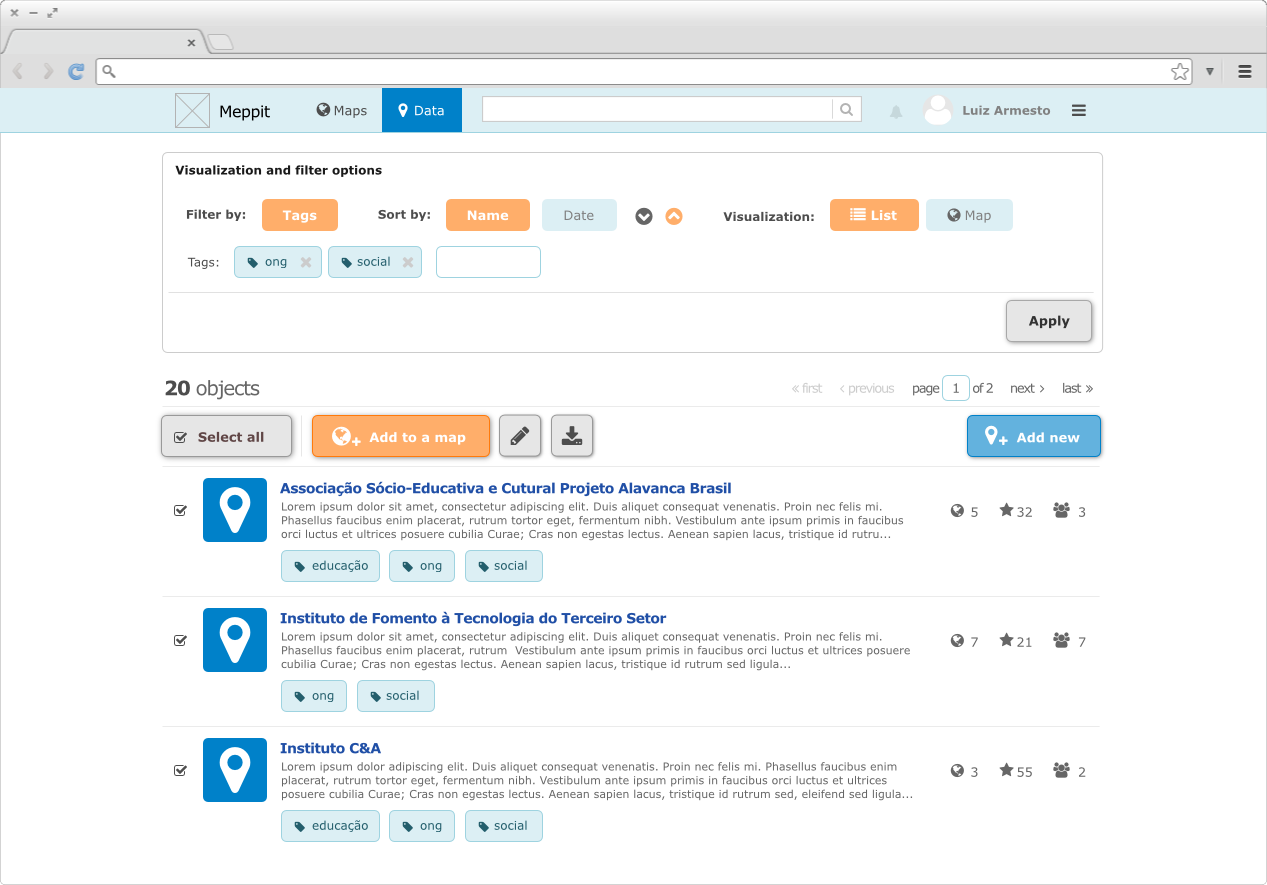 Meppit Maps Data Luiz Armesto
Visualization and filter options
Filter by: Tags Sort by: Name Date Visualization: List Map
Tags: ong social
Apply
20 objects « first ‹ previous page 1 of 2 next › last »
Select all Add to a map Add new
Associação Sócio-Educativa e Cutural Projeto Alavanca Brasil
Lorem ipsum dolor sit amet, consectetur adipiscing elit. Duis aliquet consequat venenatis. Proin nec felis mi.
Phasellus faucibus enim placerat, rutrum tortor eget, fermentum nibh. Vestibulum ante ipsum primis in faucibus
orci luctus et ultrices posuere cubilia Curae; Cras non egestas lectus. Aenean sapien lacus, tristique id rutru...
5 32 3
educação ong social
Instituto de Fomento à Tecnologia do Terceiro Setor
Lorem ipsum dolor sit amet, consectetur adipiscing elit. Duis aliquet consequat venenatis. Proin nec felis mi.
Phasellus faucibus enim placerat, rutrum Vestibulum ante ipsum primis in faucibus orci luctus et ultrices posuere
cubilia Curae; Cras non egestas lectus. Aenean sapien lacus, tristique id rutrum sed ligula...
7 21 7
ong social
Instituto C&A
Lorem ipsum dolor adipiscing elit. Duis aliquet consequat venenatis. Proin nec felis mi. Phasellus faucibus enim
placerat, rutrum tortor eget, fermentum nibh. Vestibulum ante ipsum primis in faucibus orci luctus et ultrices
posuere cubilia Curae; Cras non egestas lectus. Aenean sapien lacus, tristique id rutrum sed, eleifend sed ligula...
3 55 2
educação ong social